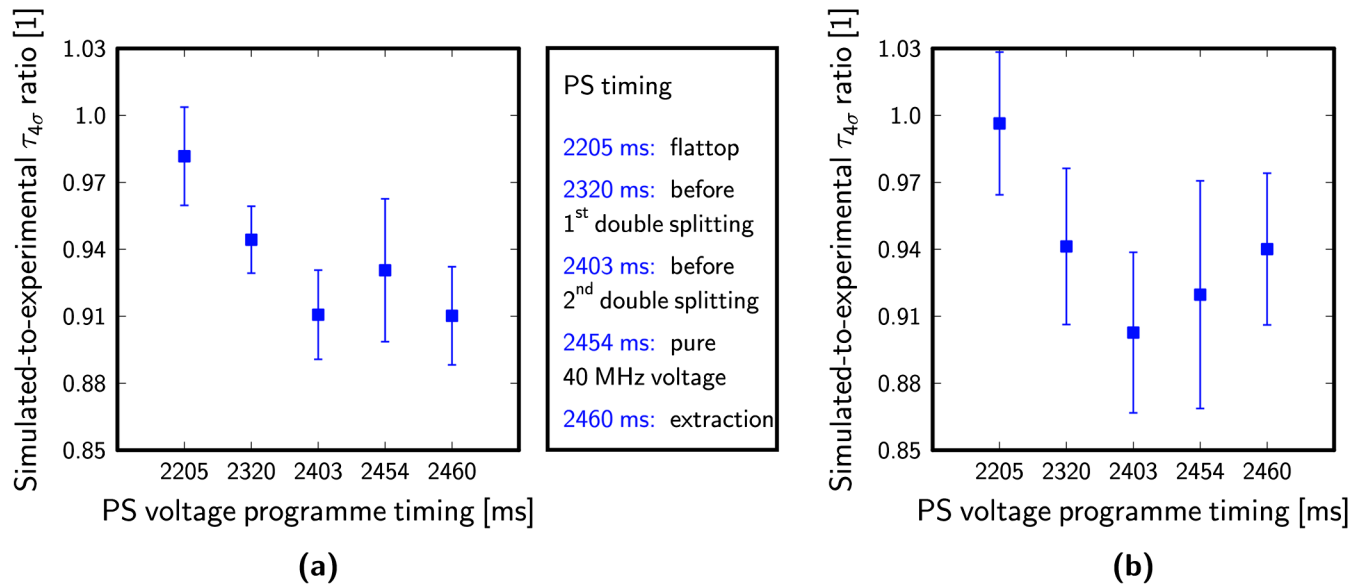 Simulated-to-experimental τ4σ ratio [1]
1.03
1.0
0.97
0.94
0.91
0.88
0.85
2205 2320 2403 2454 2460
PS voltage programme timing [ms]
(a)
PS timing
2205 ms: flattop
2320 ms: before
1st double splitting
2403 ms: before
2nd double splitting
2454 ms: pure
40 MHz voltage
2460 ms: extraction
Simulated-to-experimental τ4σ ratio [1]
1.03
1.0
0.97
0.94
0.91
0.88
0.85
2205 2320 2403 2454 2460
PS voltage programme timing [ms]
(b)